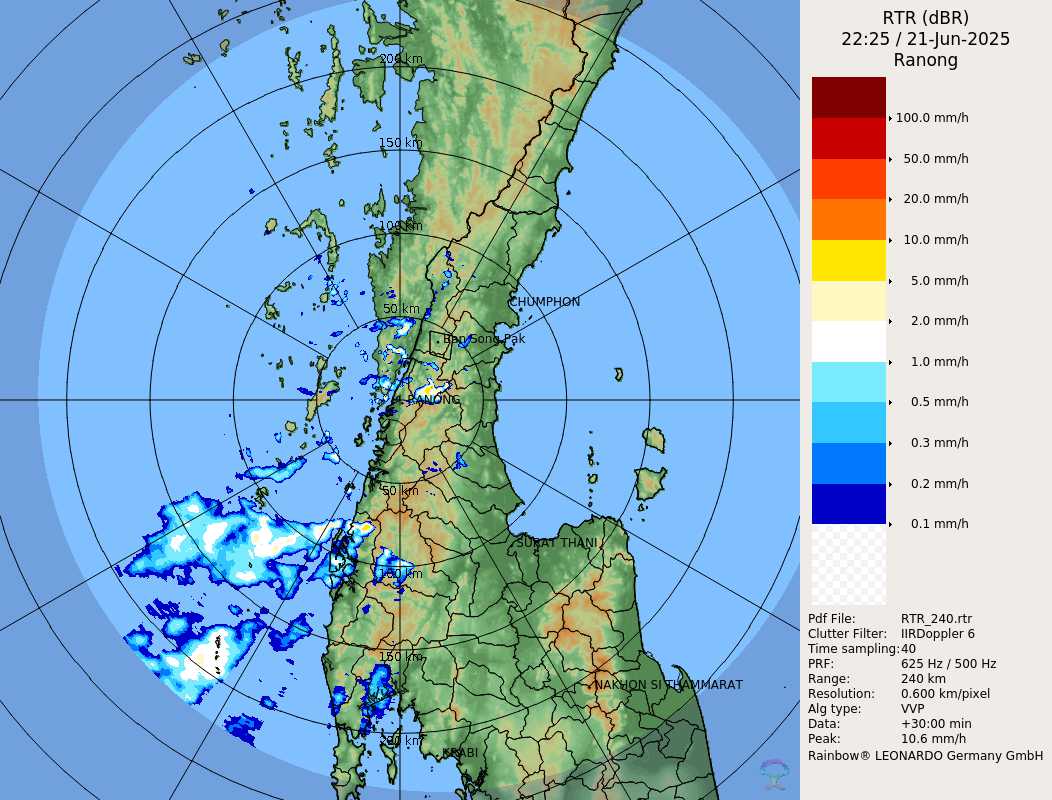 RTR (dBR)
22:25 / 21-Jun-2025
Ranong
100.0 mm/h
50.0 mm/h
20.0 mm/h
10.0 mm/h
5.0 mm/h
2.0 mm/h
1.0 mm/h
0.5 mm/h
0.3 mm/h
0.2 mm/h
0.1 mm/h
Pdf File: RTR_240.rtr
Clutter Filter: IIRDoppler 6
Time sampling:40
PRF: 625 Hz / 500 Hz
Range: 240 km
Resolution: 0.600 km/pixel
Alg type: VVP
Data: +30:00 min
Peak: 10.6 mm/h
Rainbow® LEONARDO Germany GmbH
200 km
150 km
100 km
50 km
CHUMPHON
Ban Song Pak
RANONG
50 km
SURAT THANI
100 km
150 km
NAKHON SI THAMMARAT
200 km
KRABI